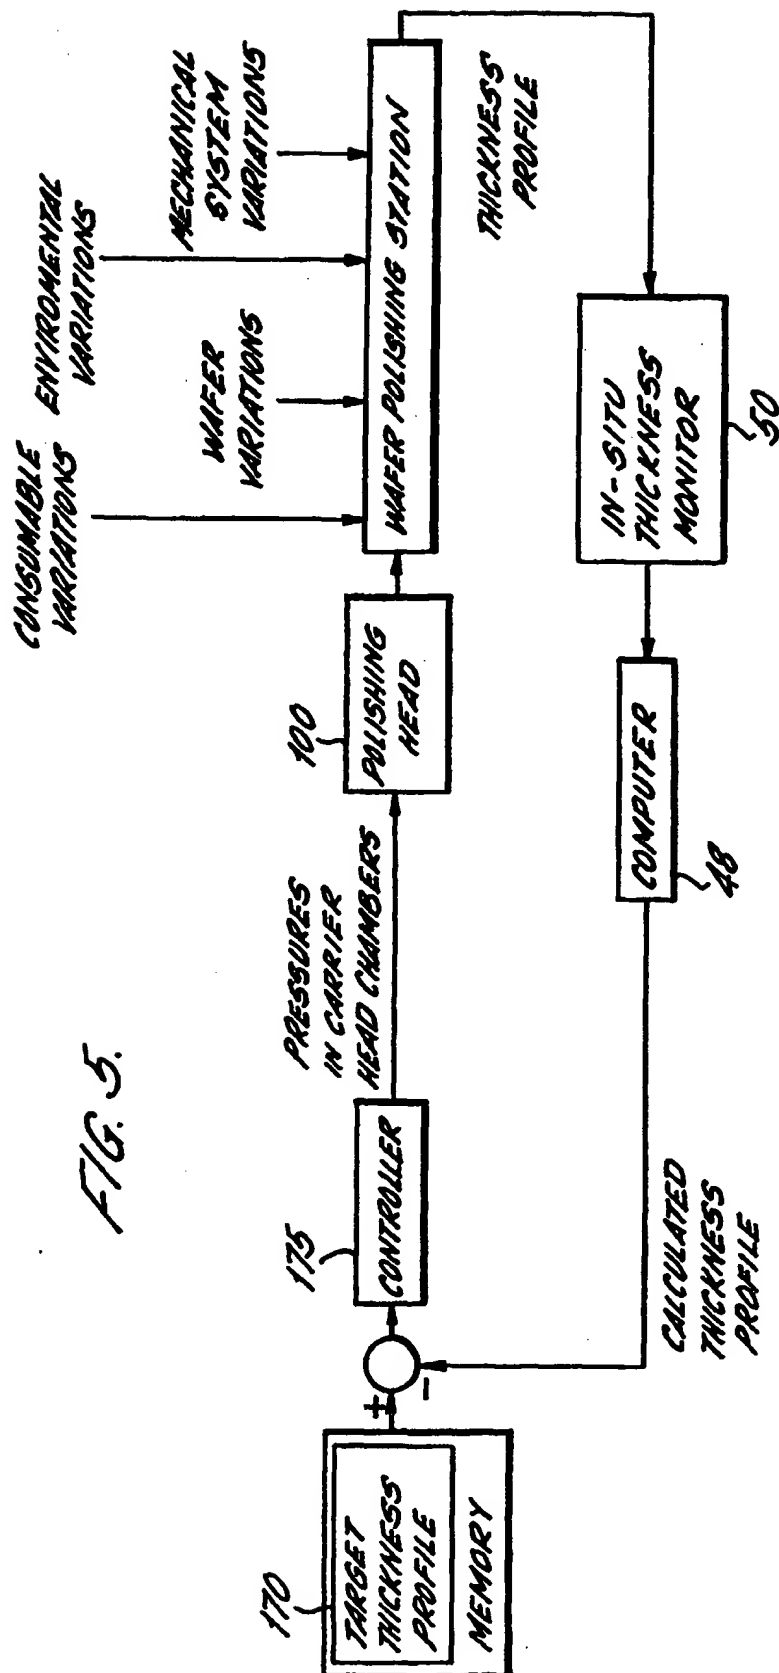 FIG. 5.
CONSUMABLE
VARIATIONS
ENVIROMENTAL
VARIATIONS
WAFER
VARIATIONS
MECHANICAL
SYSTEM
VARIATIONS
170
TARGET
THICKNESS
PROFILE
MEMORY
+
-
175
CONTROLLER
PRESSURES
IN CARRIER
HEAD CHAMBERS
100
POLISHING
HEAD
WAFER POLISHING STATION
THICKNESS
PROFILE
IN-SITU
THICKNESS
MONITOR
50
COMPUTER
48
CALCULATED
THICKNESS
PROFILE